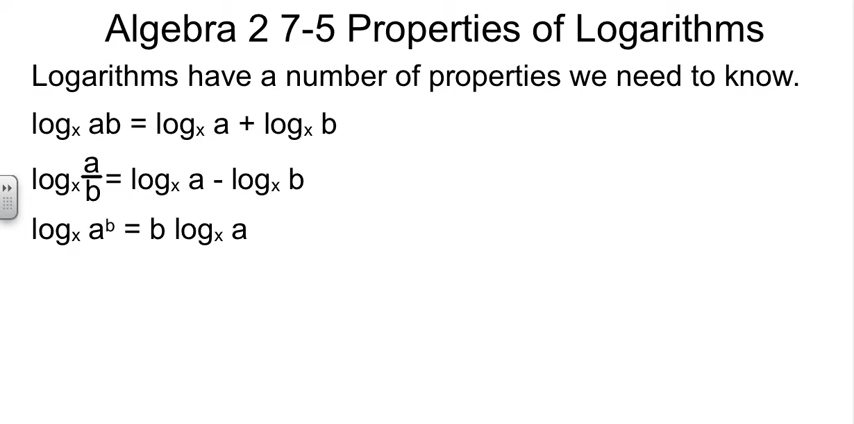 Algebra 2 7-5 Properties of Logarithms
Logarithms have a number of properties we need to know.
logₓ ab = logₓ a + logₓ b
logₓ a/b = logₓ a - logₓ b
logₓ aᵇ = b logₓ a